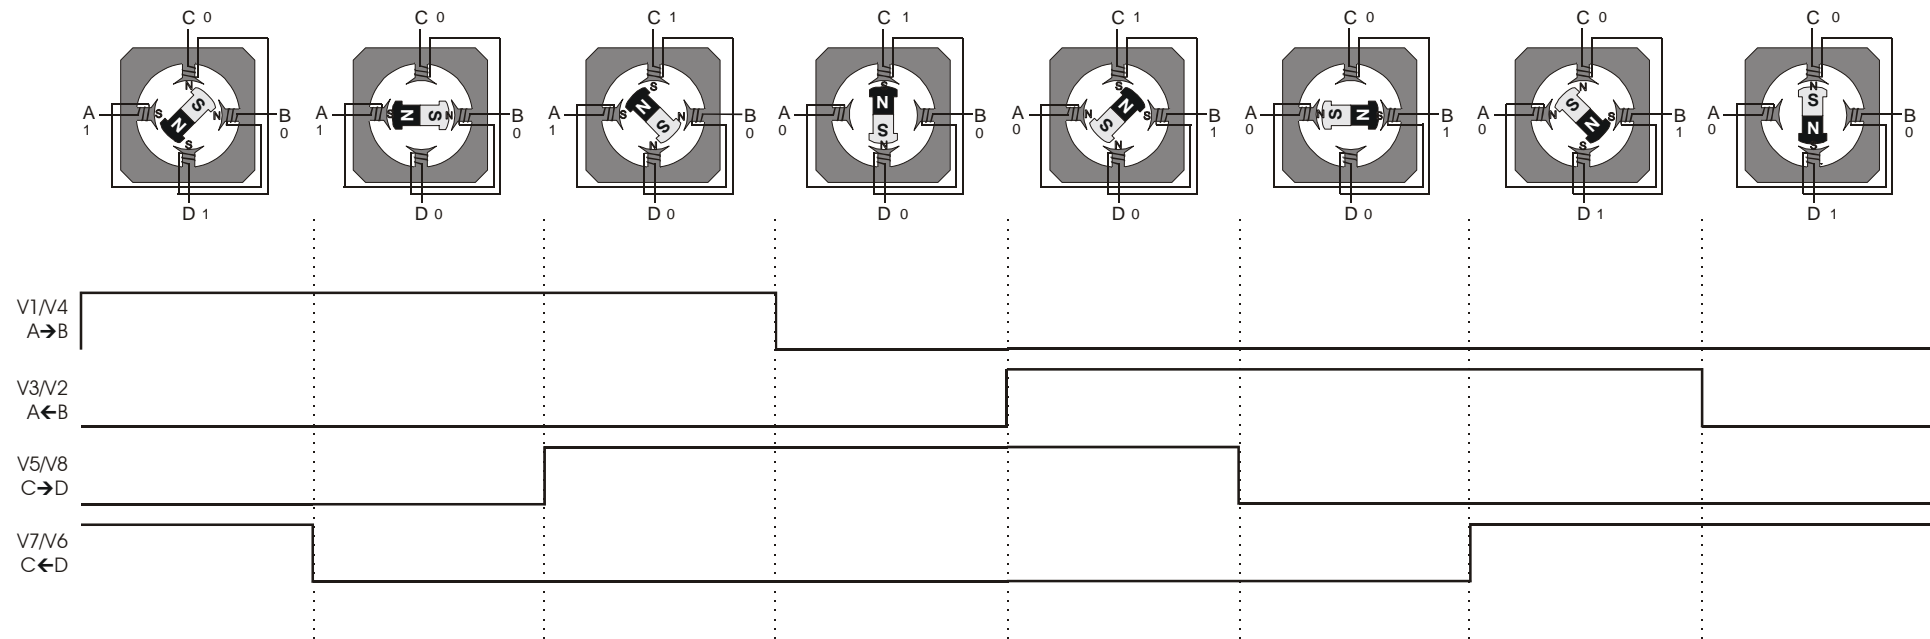 C 0 C 0 C 1 C 1 C 1 C 0 C 0 C 0
N S S S S N
A S S N B A S N S B A N S N B A N S B A N N S B A N S N S B A N S N S B A S N B
1 0 1 0 1 0 0 0 0 1 0 1 0 1 0 0
S N N N S S
D 1 D 0 D 0 D 0 D 0 D 0 D 1 D 1
V1/V4
A→B
V3/V2
A←B
V5/V8
C→D
V7/V6
C←D